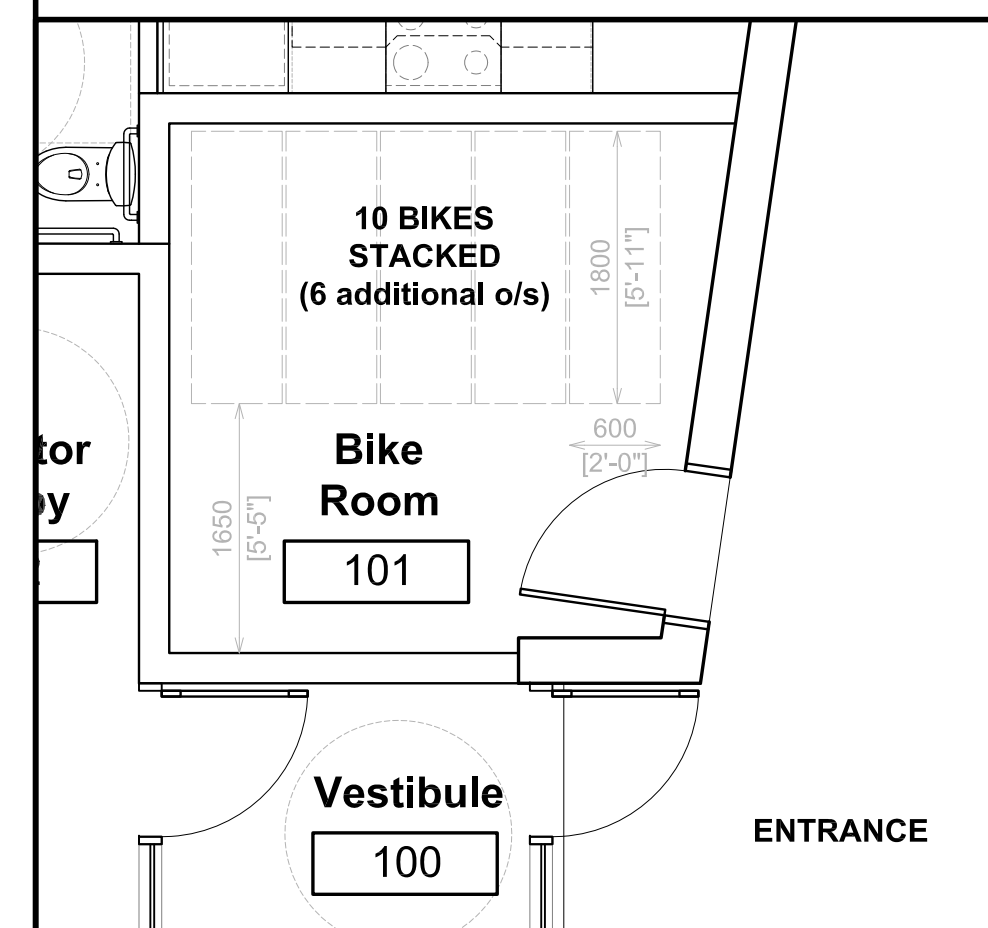 10 BIKES
STACKED
(6 additional o/s)
1800
[5'-11"]
600
[2'-0"]
Bike
Room
101
1650
[5'-5"]
tor
Vestibule
100
ENTRANCE